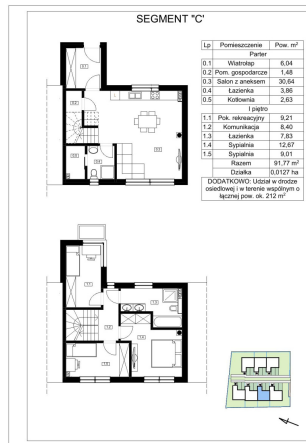 SEGMENT "C'
Lp Pomieszczenie Pow. m²
Parter
0.1 Wiatrołap 6,04
0.2 Pom. gospodarcze 1,48
0.3 Salon z aneksem 30,64
0.4 Łazienka 3,86
0.5 Kotłownia 2,63
I piętro
1.1 Pok. rekreacyjny 9,21
1.2 Komunikacja 8,40
1.3 Łazienka 7,83
1.4 Sypialnia 12,67
1.5 Sypialnia 9,01
Razem 91,77 m²
Działka 0,0127 ha
DODATKOWO: Udział w drodze
osiedlowej i w terenie wspólnym o
łącznej pow. ok. 212 m²